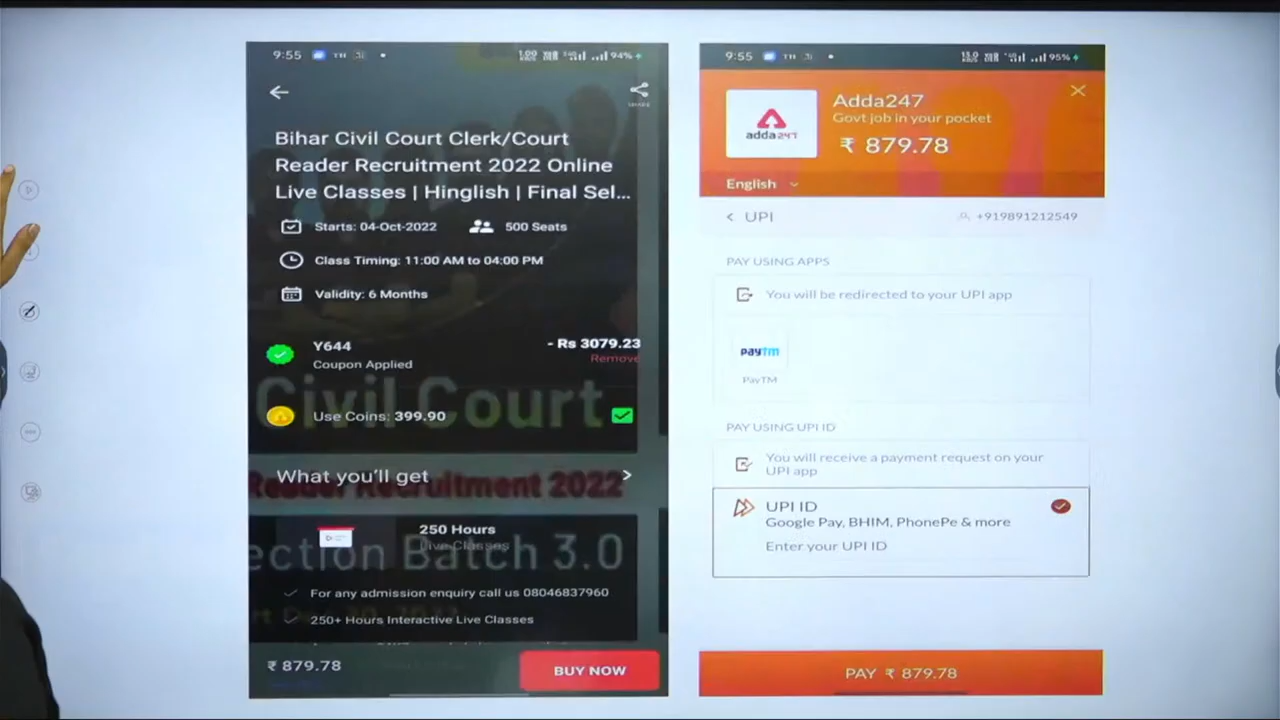 9:55
94%
Bihar Civil Court Clerk/Court
Reader Recruitment 2022 Online
Live Classes | Hinglish | Final Sel...
SHARE
Starts: 04-Oct-2022
500 Seats
Class Timing: 11:00 AM to 04:00 PM
Validity: 6 Months
Y644
- Rs 3079.23
Coupon Applied
Remove
Civil Court
Use Coins: 399.90
What you'll get
Reader Recruitment 2022
250 Hours
Live Classes
ection Batch 3.0
For any admission enquiry call us 08046837960
250+ Hours Interactive Live Classes
₹ 879.78
BUY NOW
9:55
95%
adda247
Adda247
Govt job in your pocket
₹ 879.78
English
UPI
+919891212549
PAY USING APPS
You will be redirected to your UPI app
paytm
PayTM
PAY USING UPI ID
You will receive a payment request on your
UPI app
UPI ID
Google Pay, BHIM, PhonePe & more
Enter your UPI ID
PAY ₹ 879.78